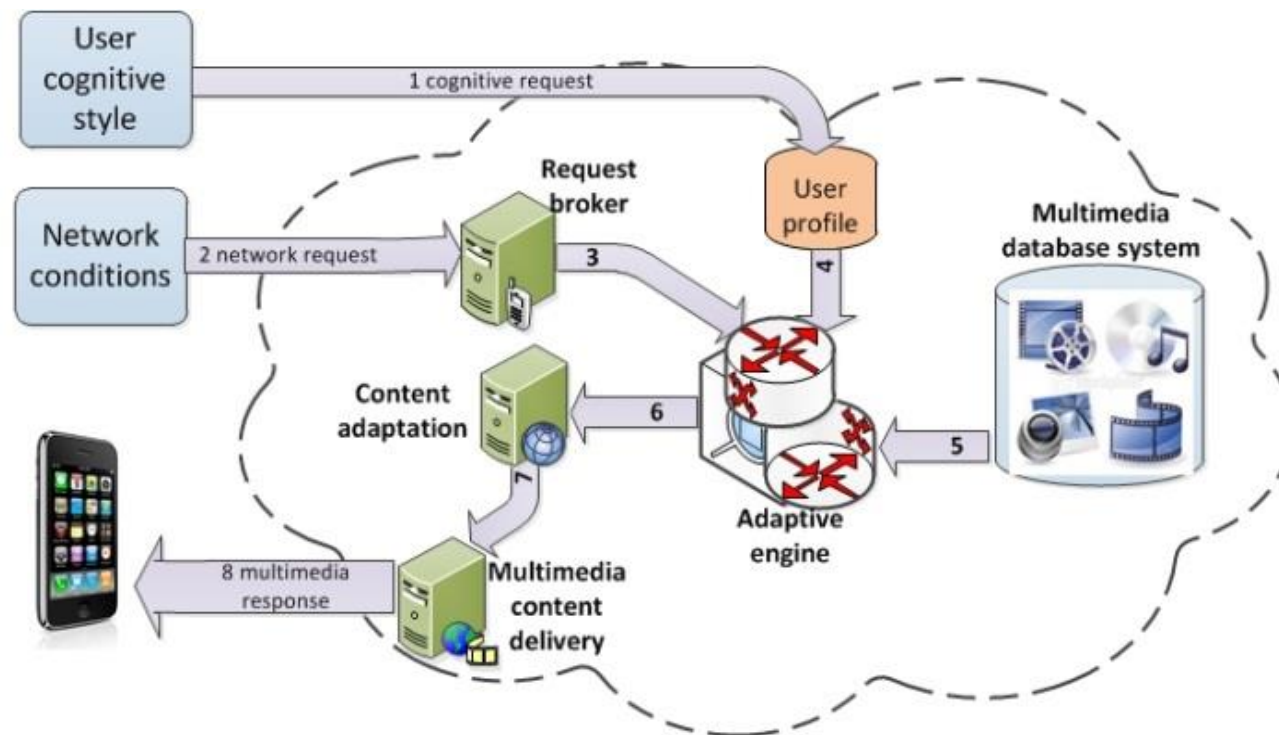 User
cognitive
style
1 cognitive request
Request
broker
User
profile
Multimedia
database system
Network
conditions
2 network request
3
4
Content
adaptation
6
5
7
Adaptive
engine
8 multimedia
response
Multimedia
content
delivery